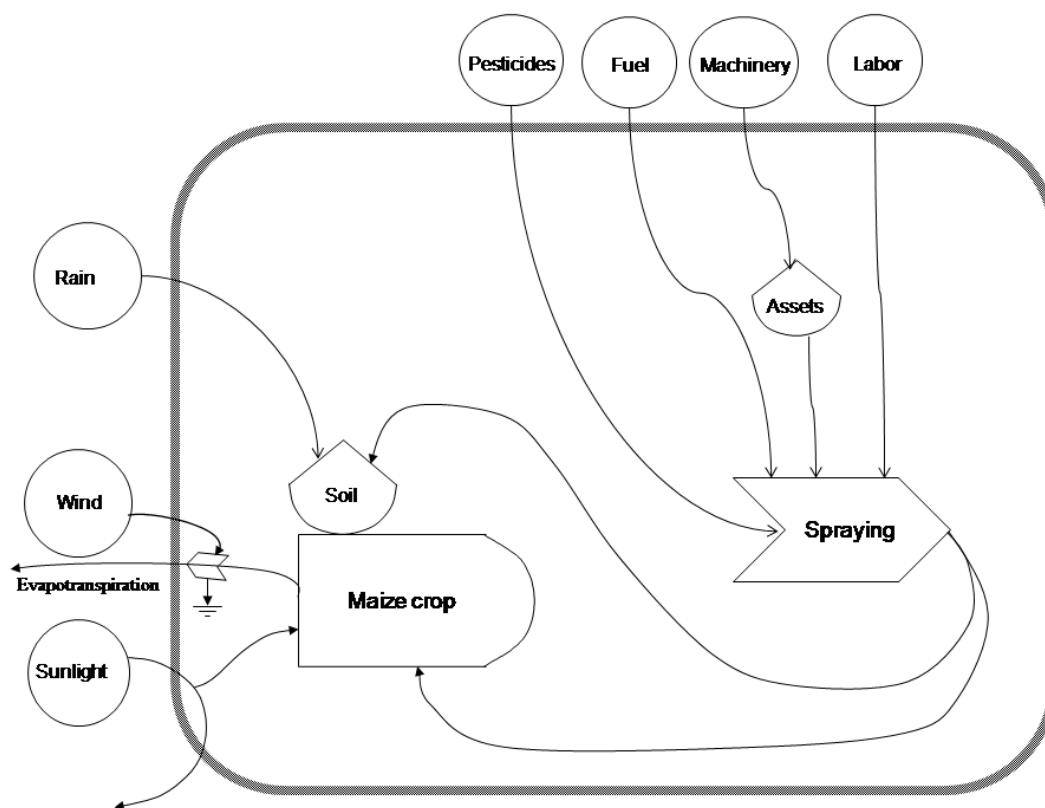 Pesticides
Fuel
Machinery
Labor
Rain
Assets
Soil
Wind
Spraying
Evapotranspiration
Maize crop
Sunlight